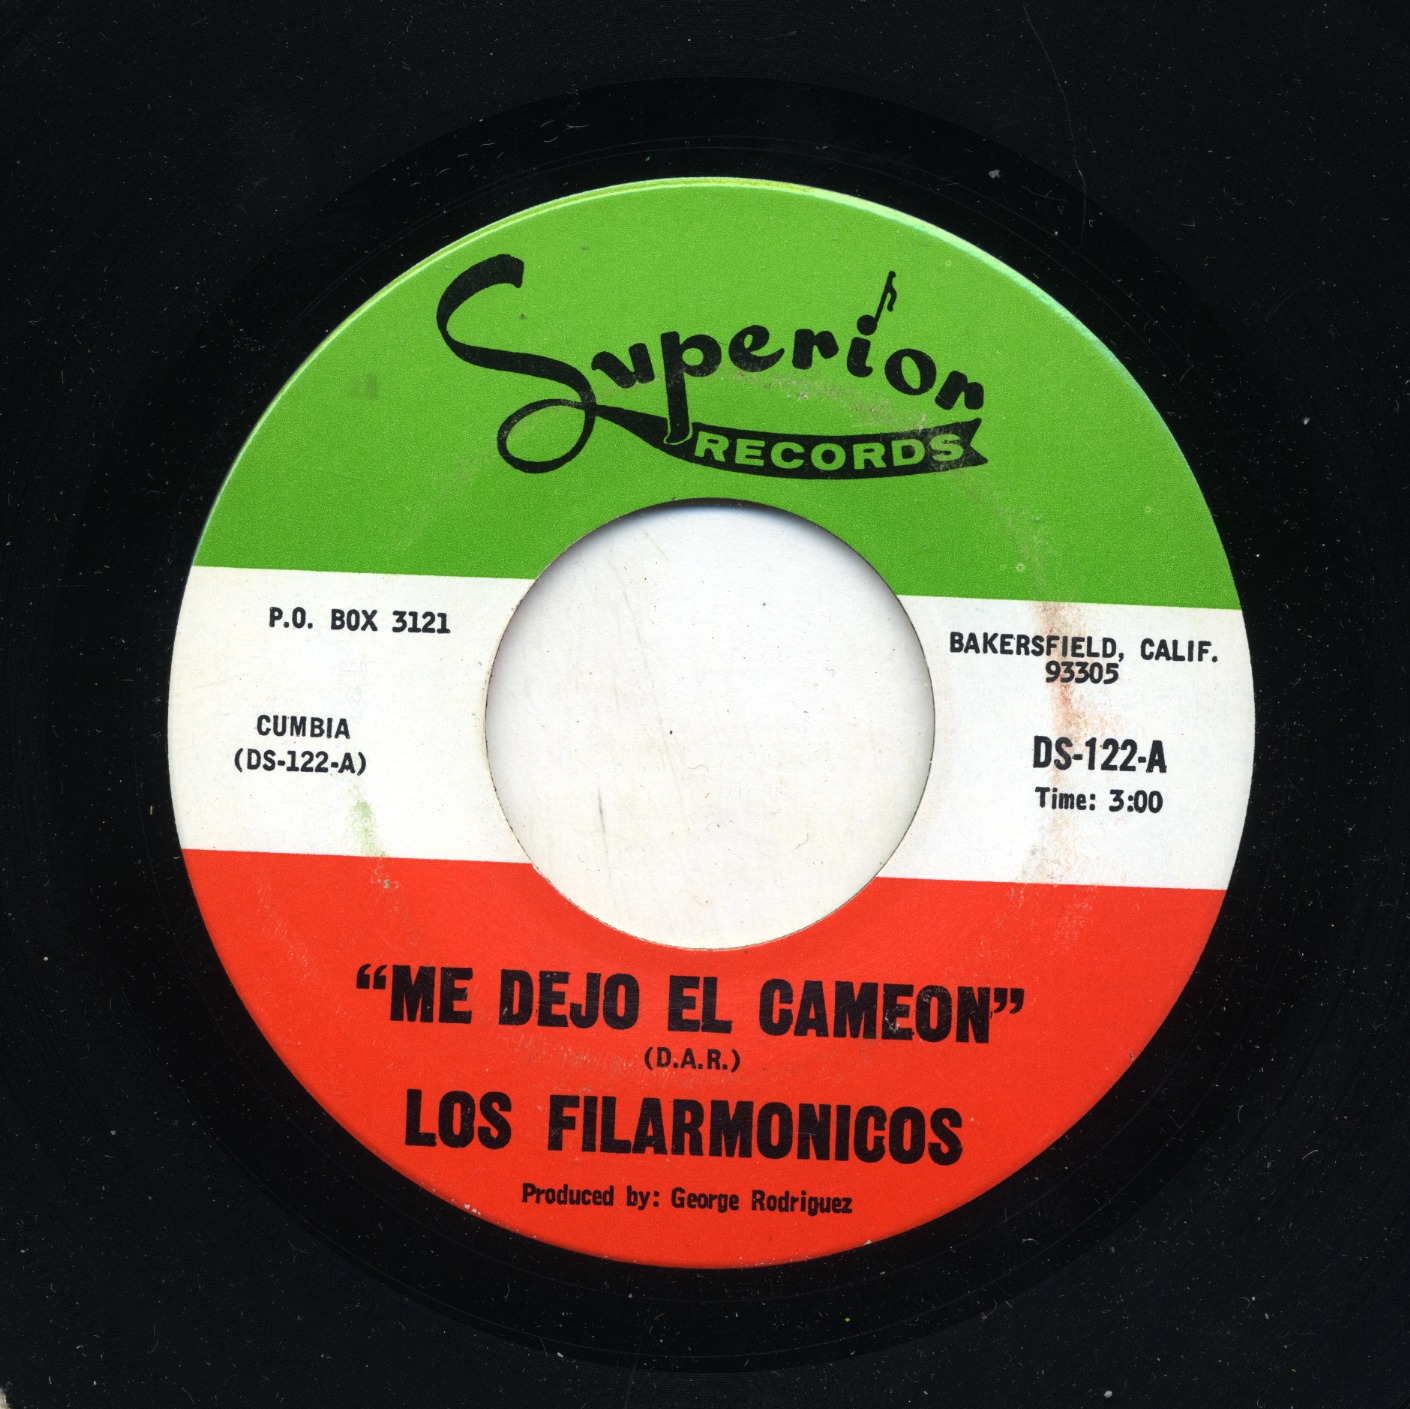 Superior
RECORDS
P.O. BOX 3121
BAKERSFIELD, CALIF.
93305
CUMBIA
(DS-122-A)
DS-122-A
Time: 3:00
“ME DEJO EL CAMEON”
(D.A.R.)
LOS FILARMONICOS
Produced by: George Rodriguez